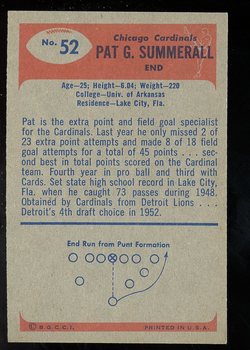 No. 52
Chicago Cardinals
PAT G. SUMMERALL
END
Age—25; Height—6.04; Weight—220
College—Univ. of Arkansas
Residence—Lake City, Fla.
Pat is the extra point and field goal specialist
for the Cardinals. Last year he only missed 2 of
23 extra point attempts and made 8 of 18 field
goal attempts for a total of 45 points . . . sec-
ond best in total points scored on the Cardinal
team. Fourth year in pro ball and third with
Cards. Set state high school record in Lake City,
Fla. when he caught 73 passes during 1948.
Obtained by Cardinals from Detroit Lions . . .
Detroit's 4th draft choice in 1952.
End Run from Punt Formation
© B.G.C.C.I.
PRINTED IN U.S.A.